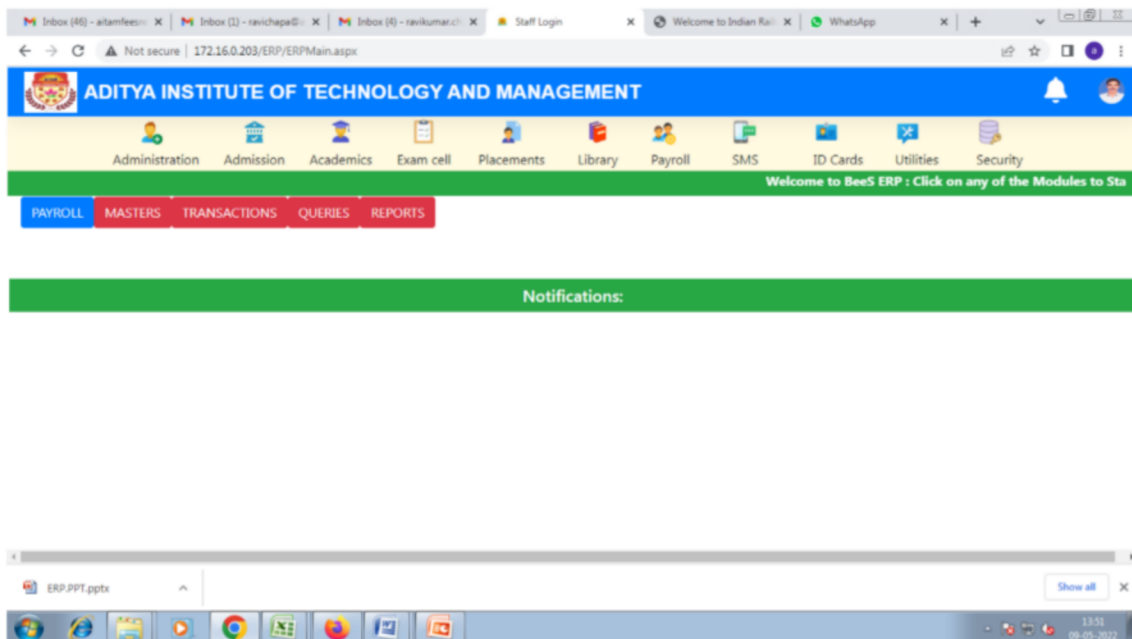 Inbox (46) - aitamfeesre
Inbox (1) - ravichapa@
Inbox (4) - ravikumar.ch
Staff Login
Welcome to Indian Rail
WhatsApp
Not secure | 172.16.0.203/ERP/ERPMain.aspx
ADITYA INSTITUTE OF TECHNOLOGY AND MANAGEMENT
Administration Admission Academics Exam cell Placements Library Payroll SMS ID Cards Utilities Security
Welcome to BeeS ERP : Click on any of the Modules to Sta
PAYROLL MASTERS TRANSACTIONS QUERIES REPORTS
Notifications:
ERP.PPT.pptx
Show all
13:51
09-05-2022